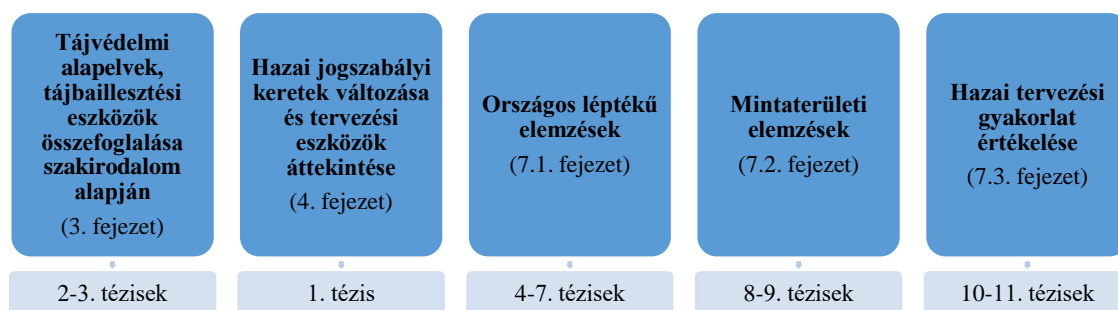 Tájvédelmi
alapelvek,
tájbaillesztési
eszközök
összefoglalása
szakirodalom
alapján
(3. fejezet)
2-3. tézisek
Hazai jogszabályi
keretek változása
és tervezési
eszközök
áttekintése
(4. fejezet)
1. tézis
Országos léptékű
elemzések
(7.1. fejezet)
4-7. tézisek
Mintaterületi
elemzések
(7.2. fejezet)
8-9. tézisek
Hazai tervezési
gyakorlat
értékelése
(7.3. fejezet)
10-11. tézisek